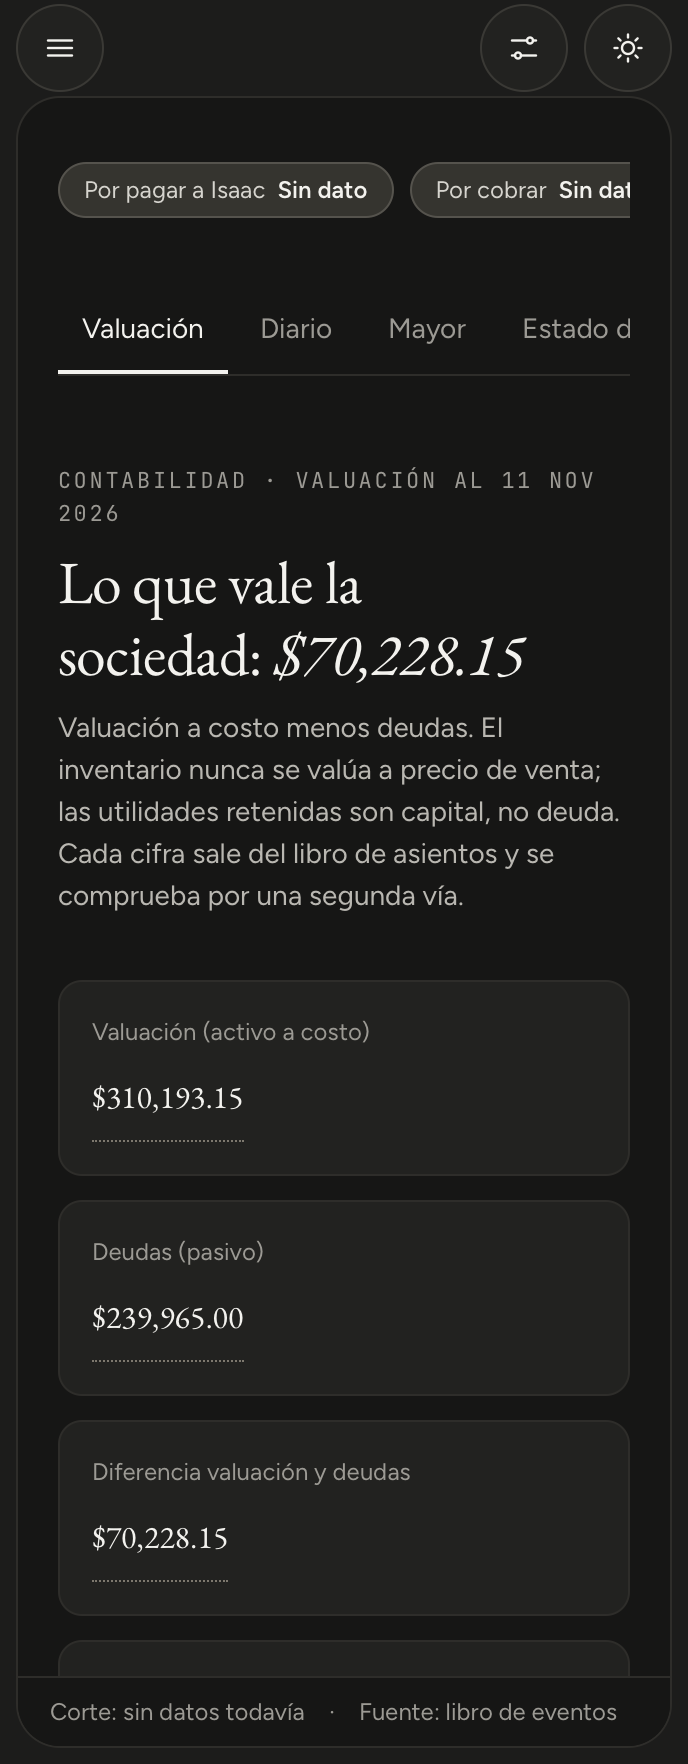 Por pagar a Isaac Sin dato
Por cobrar Sin dat
Valuación Diario Mayor Estado d
CONTABILIDAD · VALUACIÓN AL 11 NOV
2026
Lo que vale la
sociedad: $70,228.15
Valuación a costo menos deudas. El
inventario nunca se valúa a precio de venta;
las utilidades retenidas son capital, no deuda.
Cada cifra sale del libro de asientos y se
comprueba por una segunda vía.
Valuación (activo a costo)
$310,193.15
Deudas (pasivo)
$239,965.00
Diferencia valuación y deudas
$70,228.15
Corte: sin datos todavía · Fuente: libro de eventos